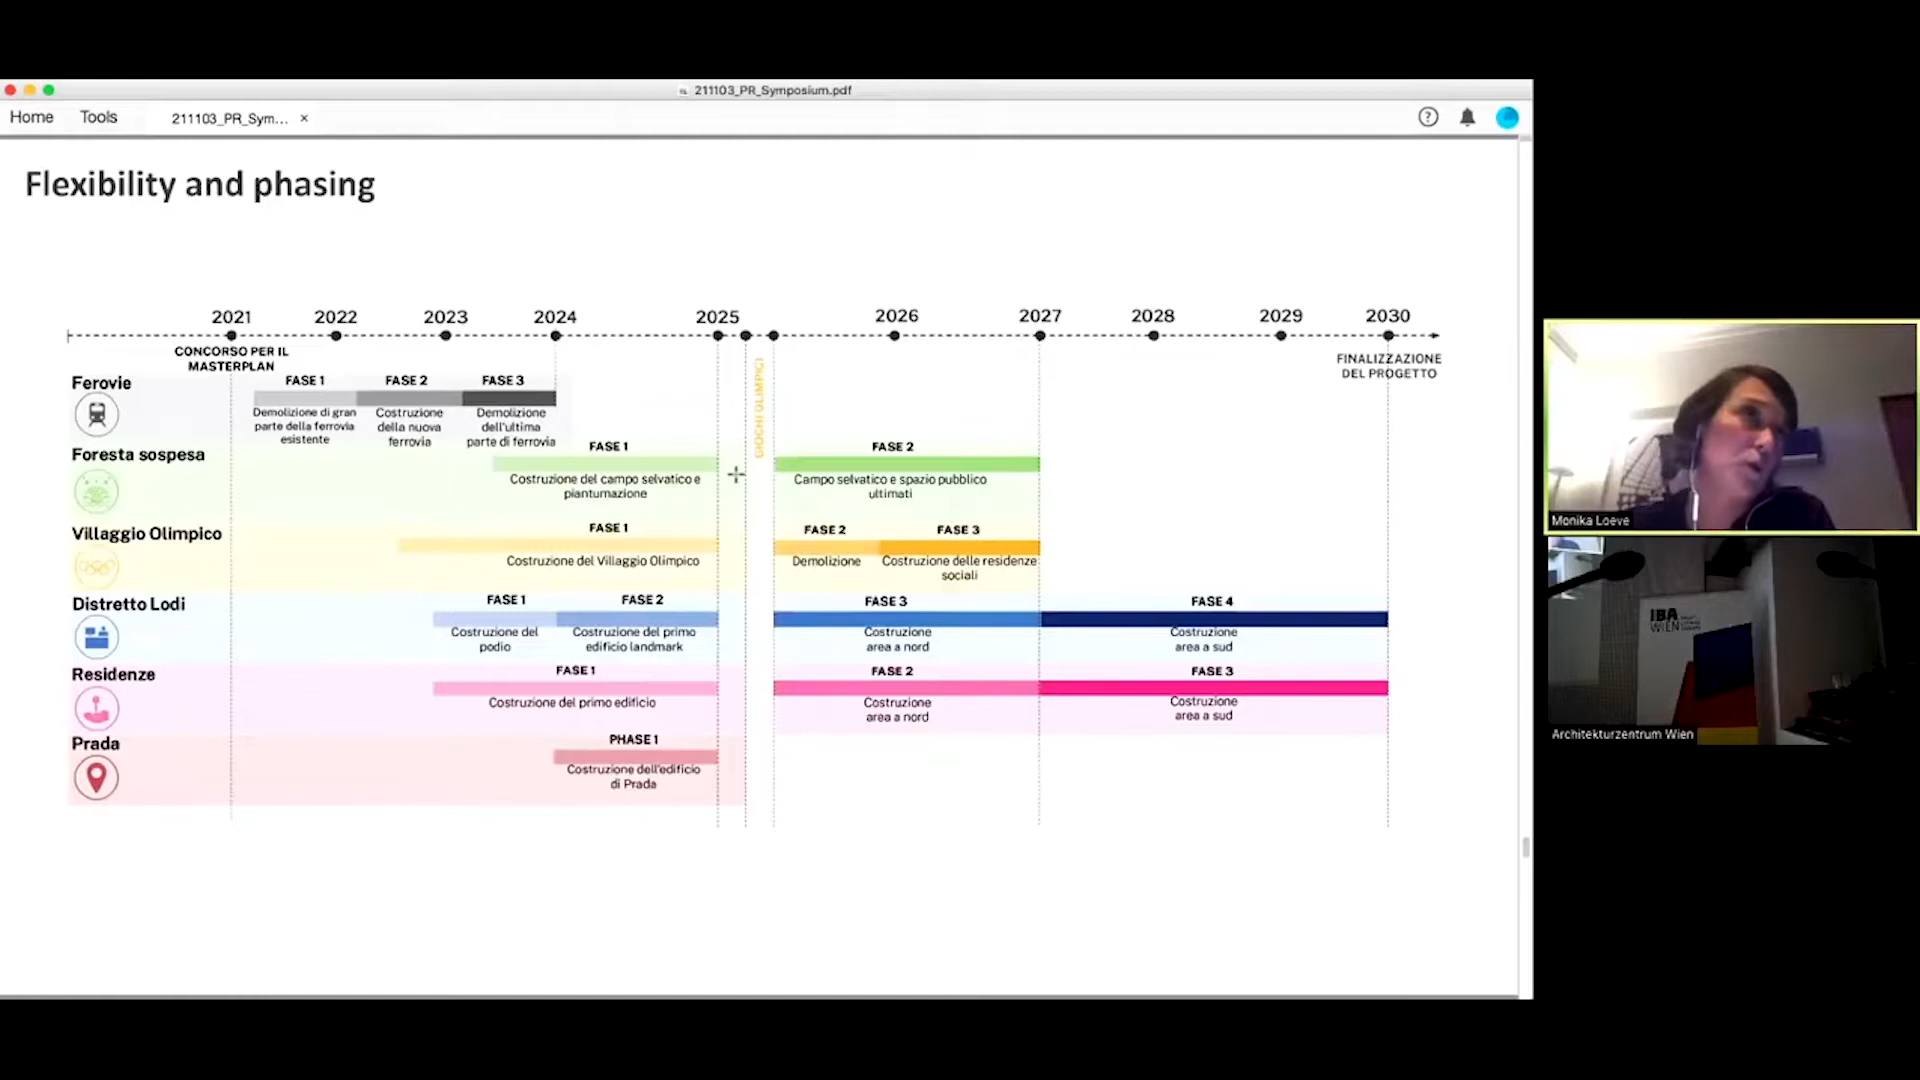 211103_PR_Symposium.pdf
Home
Tools
211103_PR_Sym... ×
Flexibility and phasing
2021 2022 2023 2024 2025 2026 2027 2028 2029 2030
CONCORSO PER IL
MASTERPLAN
FINALIZZAZIONE
DEL PROGETTO
GIOCHI OLIMPICI
Ferovie
FASE 1 FASE 2 FASE 3
Demolizione di gran
parte della ferrovia
esistente
Costruzione
della nuova
ferrovia
Demolizione
dell'ultima
parte di ferrovia
Foresta sospesa
FASE 1
Costruzione del campo selvatico e
piantumazione
FASE 2
Campo selvatico e spazio pubblico
ultimati
Villaggio Olimpico
FASE 1
Costruzione del Villaggio Olimpico
FASE 2
Demolizione
FASE 3
Costruzione delle residenze
sociali
Distretto Lodi
FASE 1
Costruzione del
podio
FASE 2
Costruzione del primo
edificio landmark
FASE 3
Costruzione
area a nord
FASE 4
Costruzione
area a sud
Residenze
FASE 1
Costruzione del primo edificio
FASE 2
Costruzione
area a nord
FASE 3
Costruzione
area a sud
Prada
PHASE 1
Costruzione dell'edificio
di Prada
Monika Loeve
IBA
WIEN
Architekturzentrum Wien